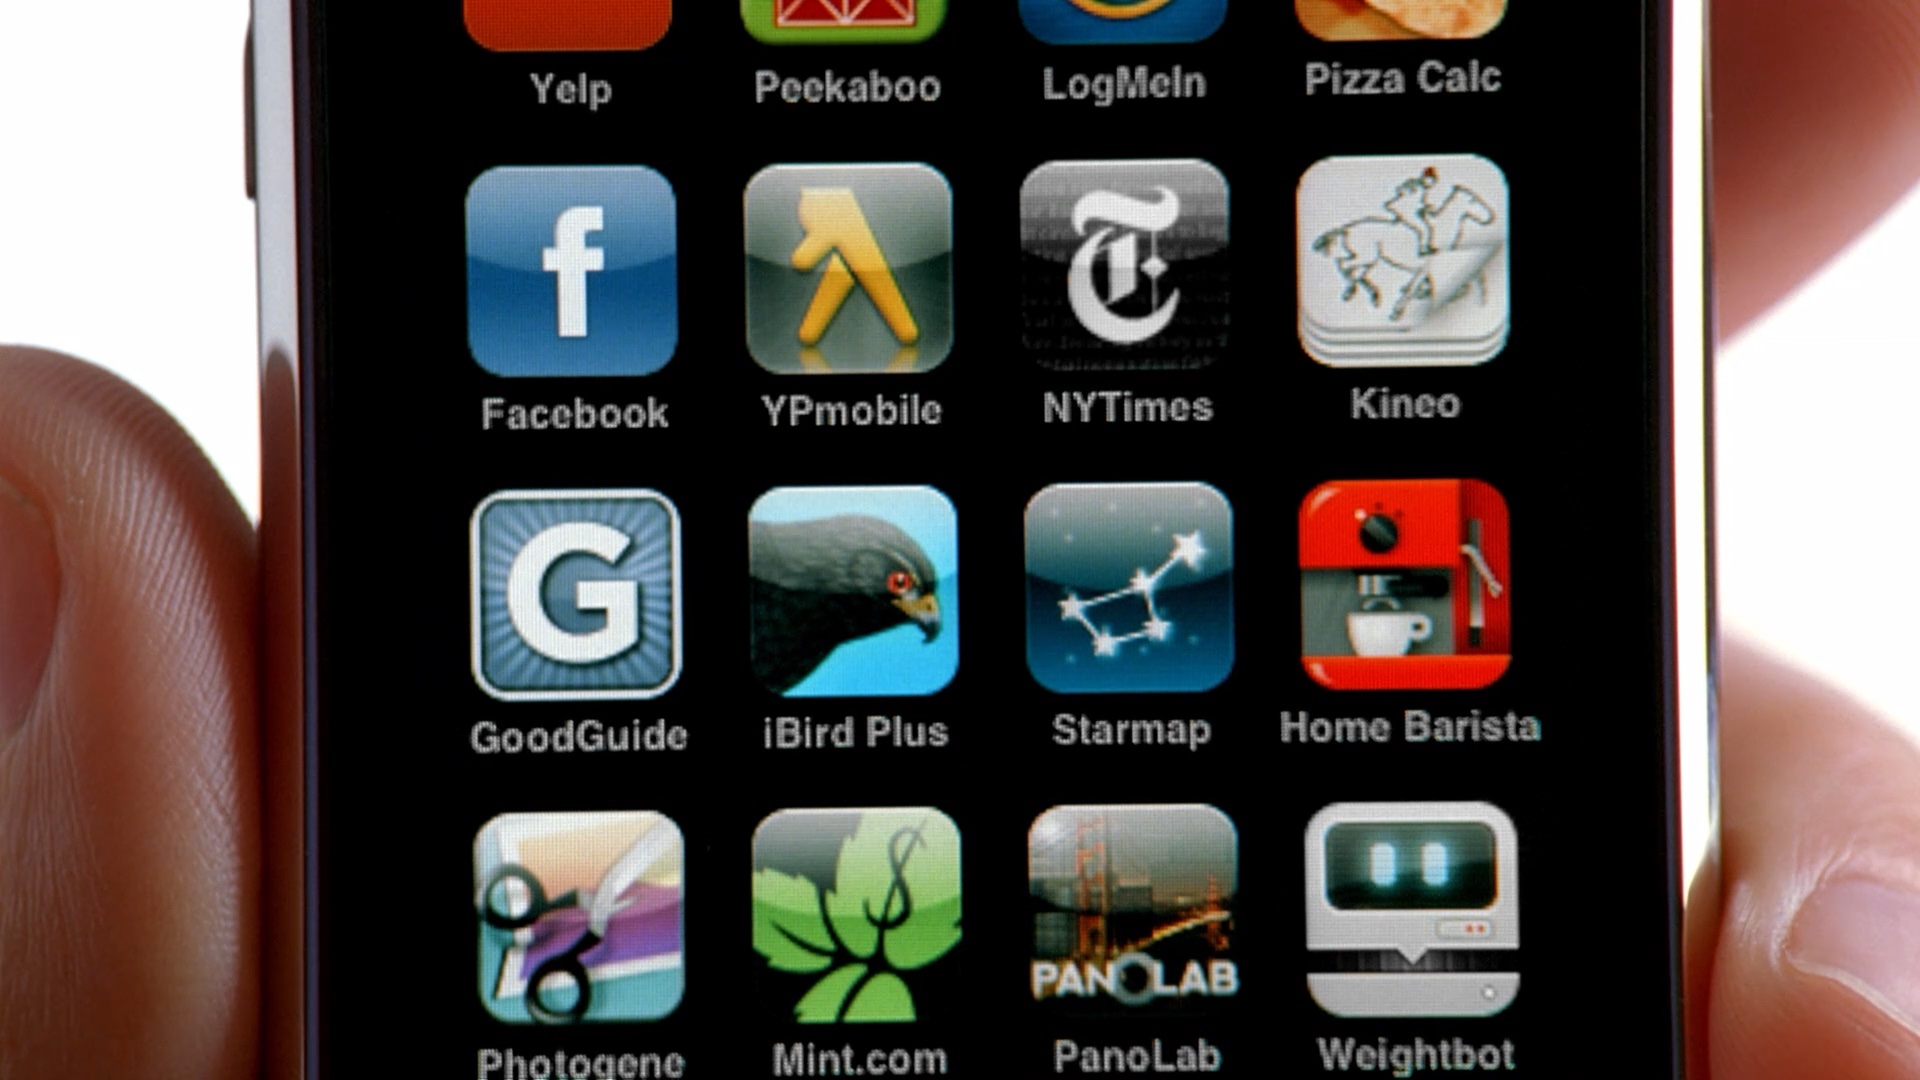 Yelp Peekaboo LogMeIn Pizza Calc
f T
Facebook YPmobile NYTimes Kineo
G
GoodGuide iBird Plus Starmap Home Barista
PANOLAB
Photogene Mint.com PanoLab Weightbot